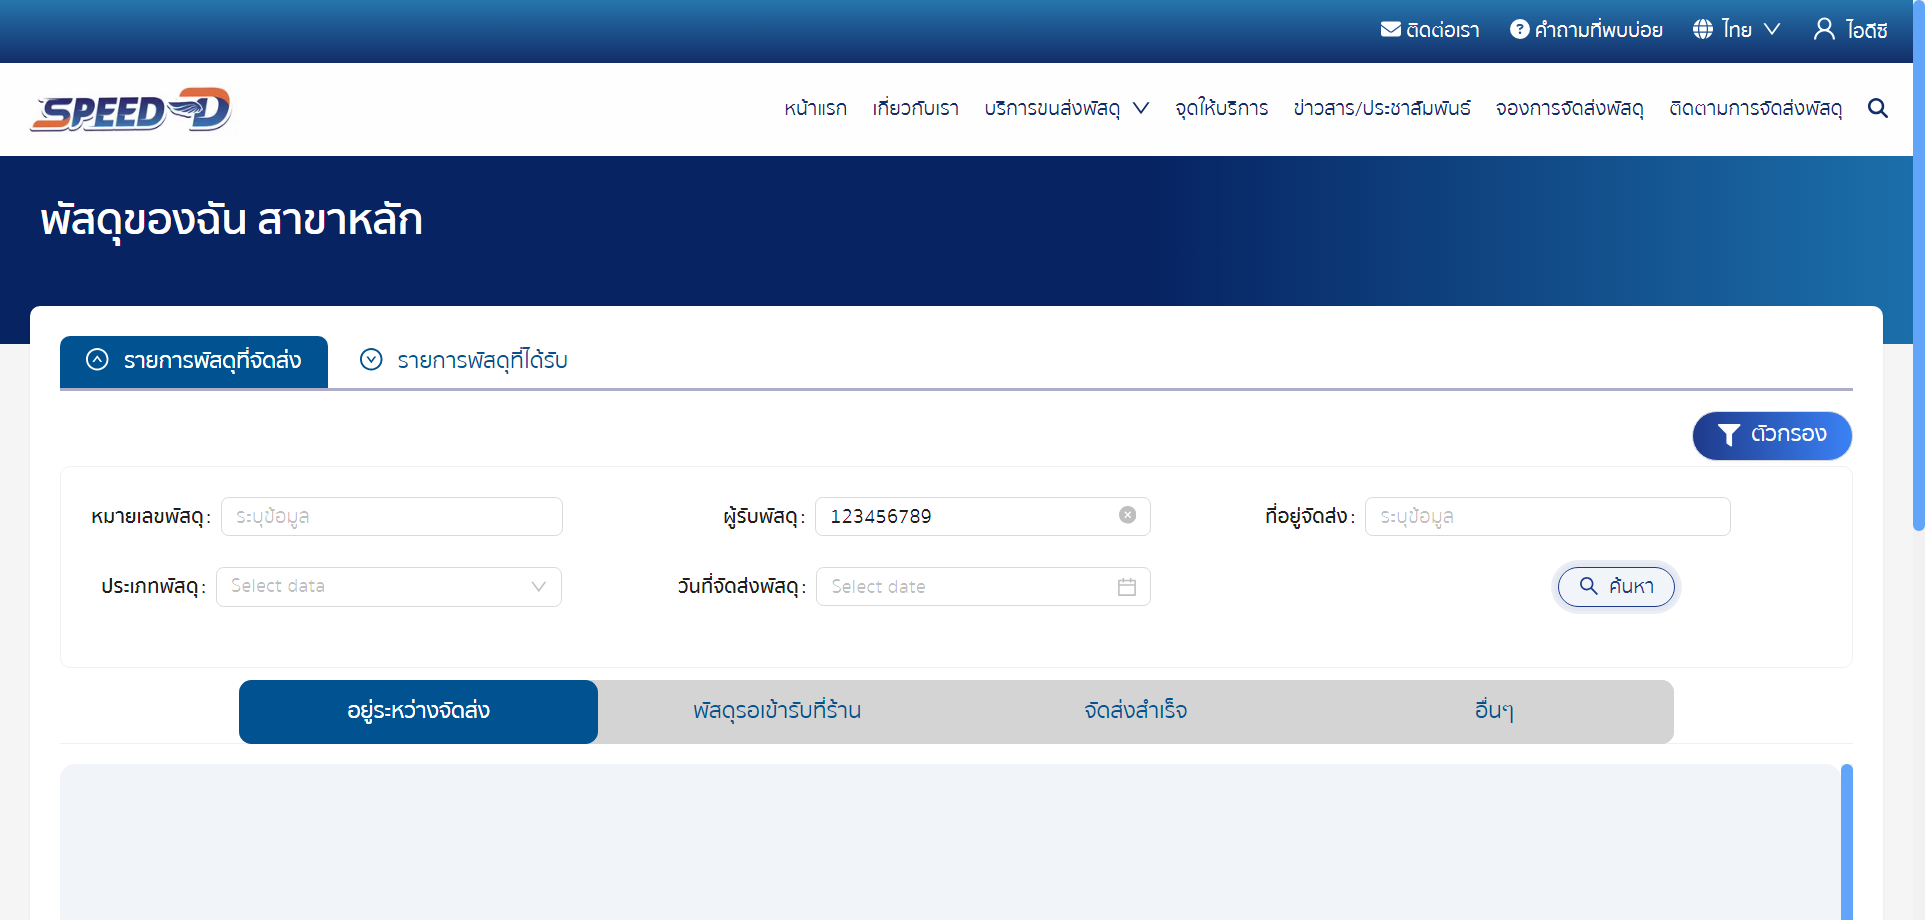 ติดต่อเรา คำถามที่พบบ่อย ไทย ไอดีซี
SPEED-D หน้าแรก เกี่ยวกับเรา บริการขนส่งพัสดุ จุดให้บริการ ข่าวสาร/ประชาสัมพันธ์ จองการจัดส่งพัสดุ ติดตามการจัดส่งพัสดุ
พัสดุของฉัน สาขาหลัก
รายการพัสดุที่จัดส่ง รายการพัสดุที่ได้รับ
ตัวกรอง
หมายเลขพัสดุ : ระบุข้อมูล ผู้รับพัสดุ : 123456789 ที่อยู่จัดส่ง : ระบุข้อมูล
ประเภทพัสดุ : Select data วันที่จัดส่งพัสดุ : Select date ค้นหา
อยู่ระหว่างจัดส่ง พัสดุรอเข้ารับที่ร้าน จัดส่งสำเร็จ อื่นๆ